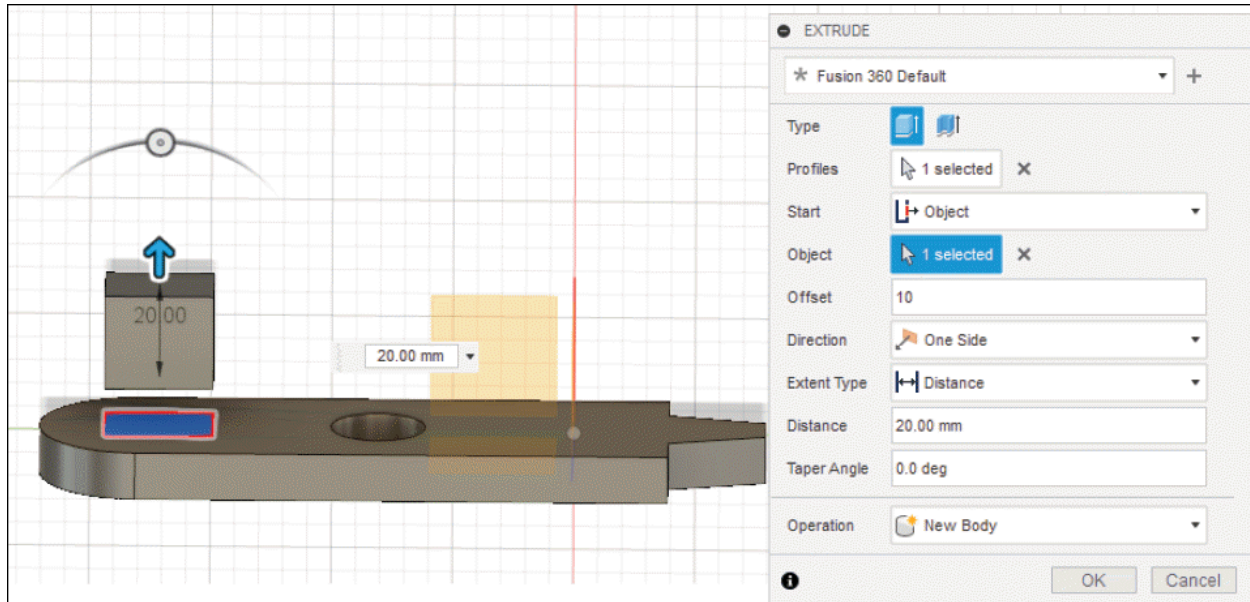 EXTRUDE
Fusion 360 Default
Type
Profiles 1 selected
Start Object
Object 1 selected
Offset 10
Direction One Side
Extent Type Distance
Distance 20.00 mm
Taper Angle 0.0 deg
Operation New Body
OK Cancel
20.00
20.00 mm